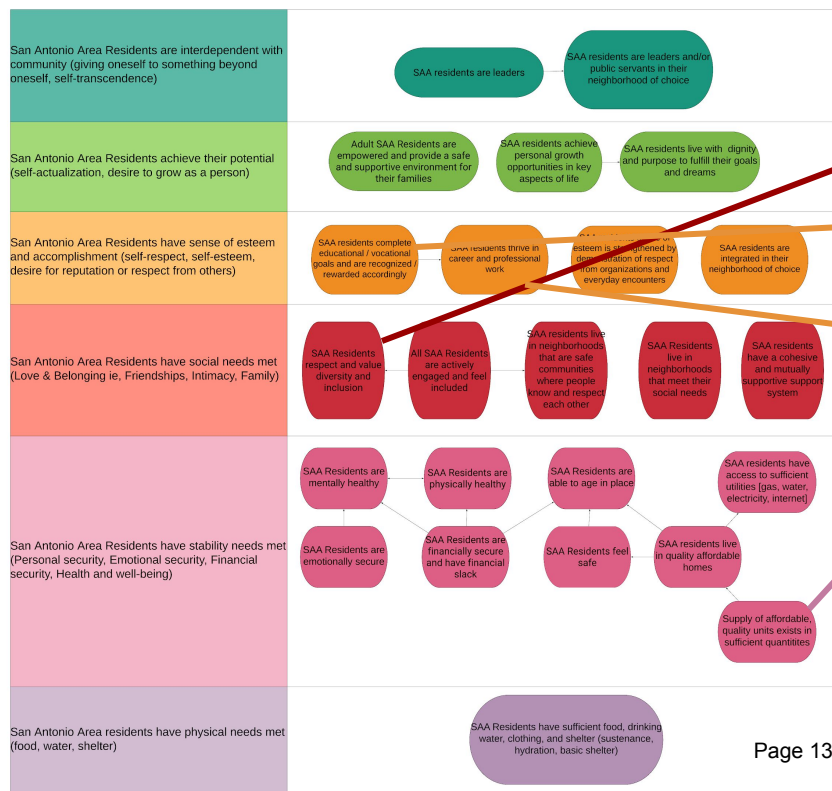 San Antonio Area Residents are interdependent with
community (giving oneself to something beyond
oneself, self-transcendence)
SAA residents are leaders
SAA residents are leaders and/or
public servants in their
neighborhood of choice
San Antonio Area Residents achieve their potential
(self-actualization, desire to grow as a person)
Adult SAA Residents are
empowered and provide a safe
and supportive environment for
their families
SAA residents achieve
personal growth
opportunities in key
aspects of life
SAA residents live with dignity
and purpose to fulfill their goals
and dreams
San Antonio Area Residents have sense of esteem
and accomplishment (self-respect, self-esteem,
desire for reputation or respect from others)
SAA residents complete
educational / vocational
goals and are recognized /
rewarded accordingly
SAA residents thrive in
career and professional
work
esteem is strengthened by
demonstration of respect
from organizations and
everyday encounters
SAA residents are
integrated in their
neighborhood of choice
San Antonio Area Residents have social needs met
(Love & Belonging ie, Friendships, Intimacy, Family)
SAA Residents
respect and value
diversity and
inclusion
All SAA Residents
are actively
engaged and feel
included
SAA residents live
in neighborhoods
that are safe
communities
where people
know and respect
each other
SAA Residents
live in
neighborhoods
that meet their
social needs
SAA residents
have a cohesive
and mutually
supportive support
system
San Antonio Area Residents have stability needs met
(Personal security, Emotional security, Financial
security, Health and well-being)
SAA Residents are
mentally healthy
SAA Residents are
physically healthy
SAA Residents are
able to age in place
SAA residents have
access to sufficient
utilities [gas, water,
electricity, internet]
SAA Residents are
emotionally secure
SAA Residents are
financially secure
and have financial
slack
SAA Residents feel
safe
SAA residents live
in quality affordable
homes
Supply of affordable,
quality units exists in
sufficient quantitites
San Antonio Area residents have physical needs met
(food, water, shelter)
SAA Residents have sufficient food, drinking
water, clothing, and shelter (sustenance,
hydration, basic shelter)
Page 13